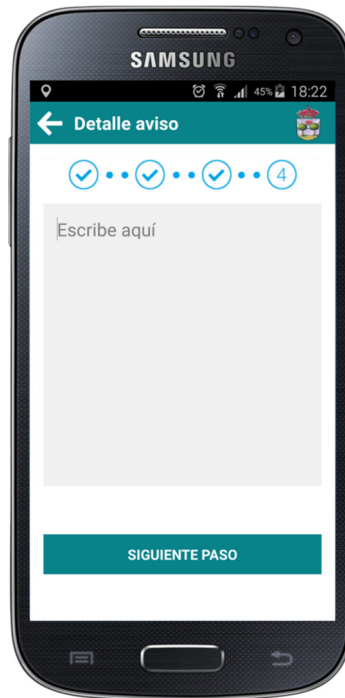 SAMSUNG
45% 18:22
Detalle aviso
4
Escribe aquí
SIGUIENTE PASO